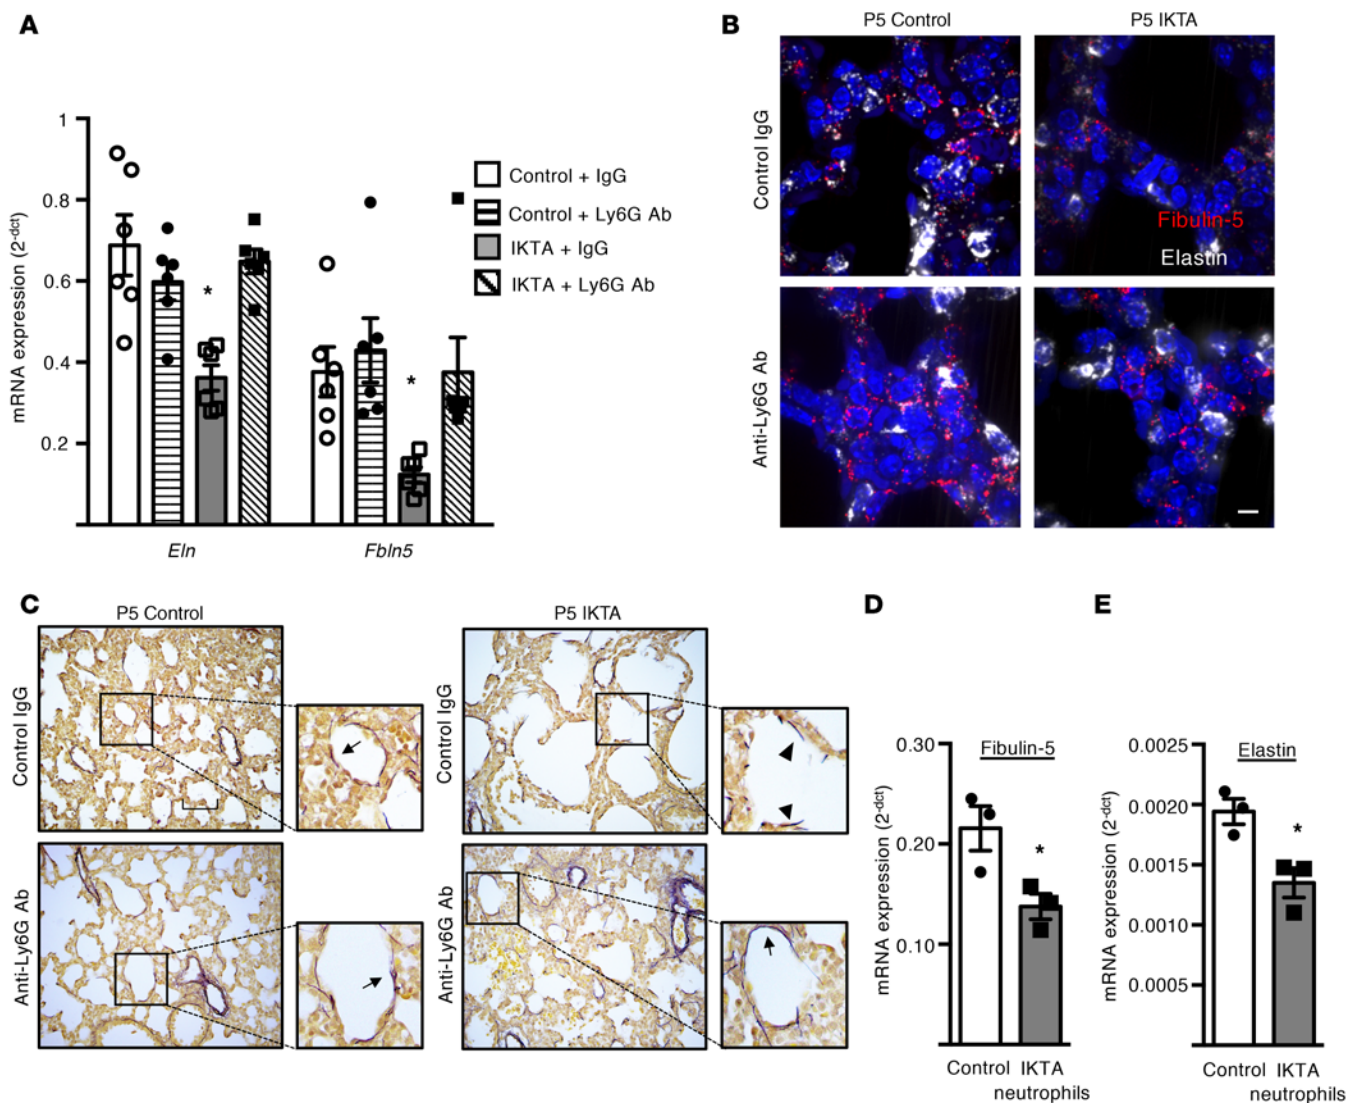 A
1
0.8
0.6
0.4
0.2
mRNA expression (2-dct)
Eln
Fbln5
Control + IgG
Control + Ly6G Ab
IKTA + IgG
IKTA + Ly6G Ab
*
*
B
P5 Control
P5 IKTA
Control IgG
Anti-Ly6G Ab
Fibulin-5
Elastin
C
P5 Control
P5 IKTA
Control IgG
Anti-Ly6G Ab
Control IgG
Anti-Ly6G Ab
D
0.30
0.20
0.10
mRNA expression (2-dct)
Fibulin-5
*
Control IKTA
neutrophils
E
0.0025
0.0020
0.0015
0.0010
0.0005
mRNA expression (2-dct)
Elastin
*
Control IKTA
neutrophils